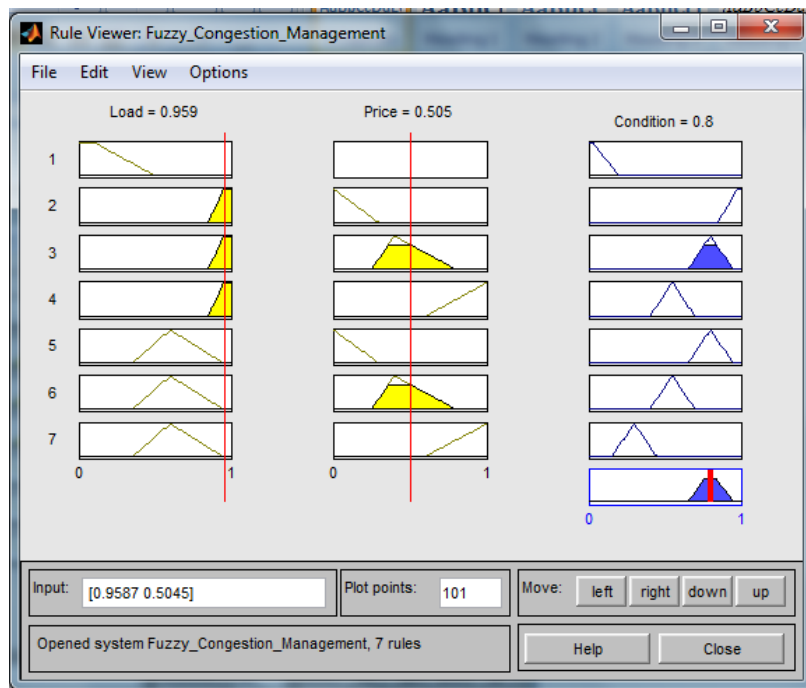 Rule Viewer: Fuzzy_Congestion_Management
File Edit View Options
Load = 0.959 Price = 0.505 Condition = 0.8
1
2
3
4
5
6
7
0 1 0 1
0 1
Input: [0.9587 0.5045] Plot points: 101 Move: left right down up
Opened system Fuzzy_Congestion_Management, 7 rules Help Close